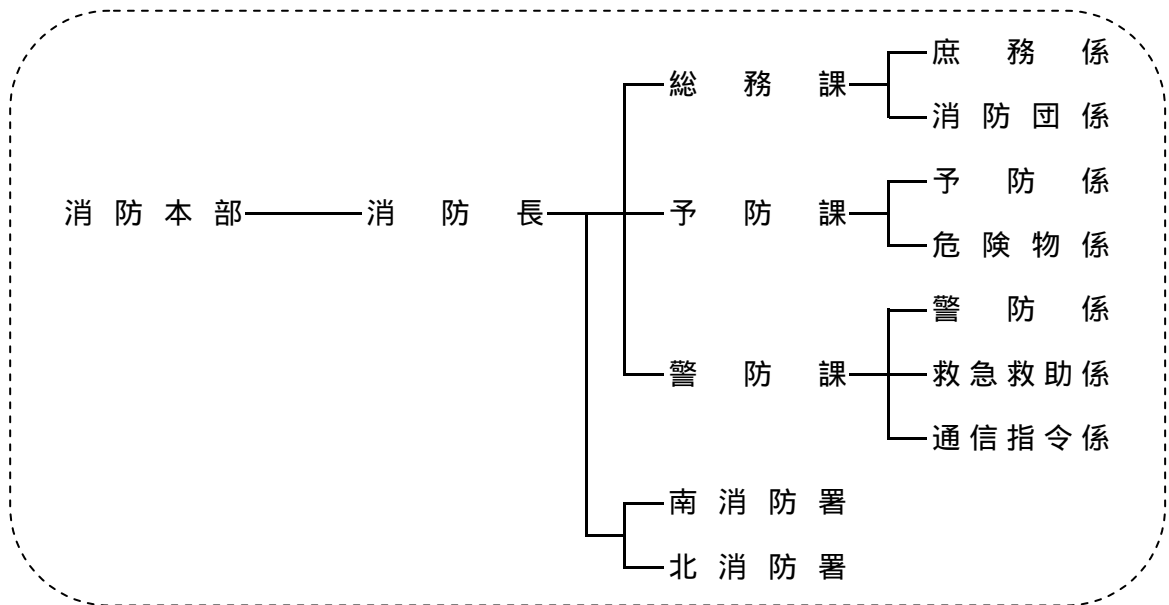 庶務係
総務課
消防団係
予防係
消防本部 消防長 予防課
危険物係
警防係
警防課 救急救助係
通信指令係
南消防署
北消防署